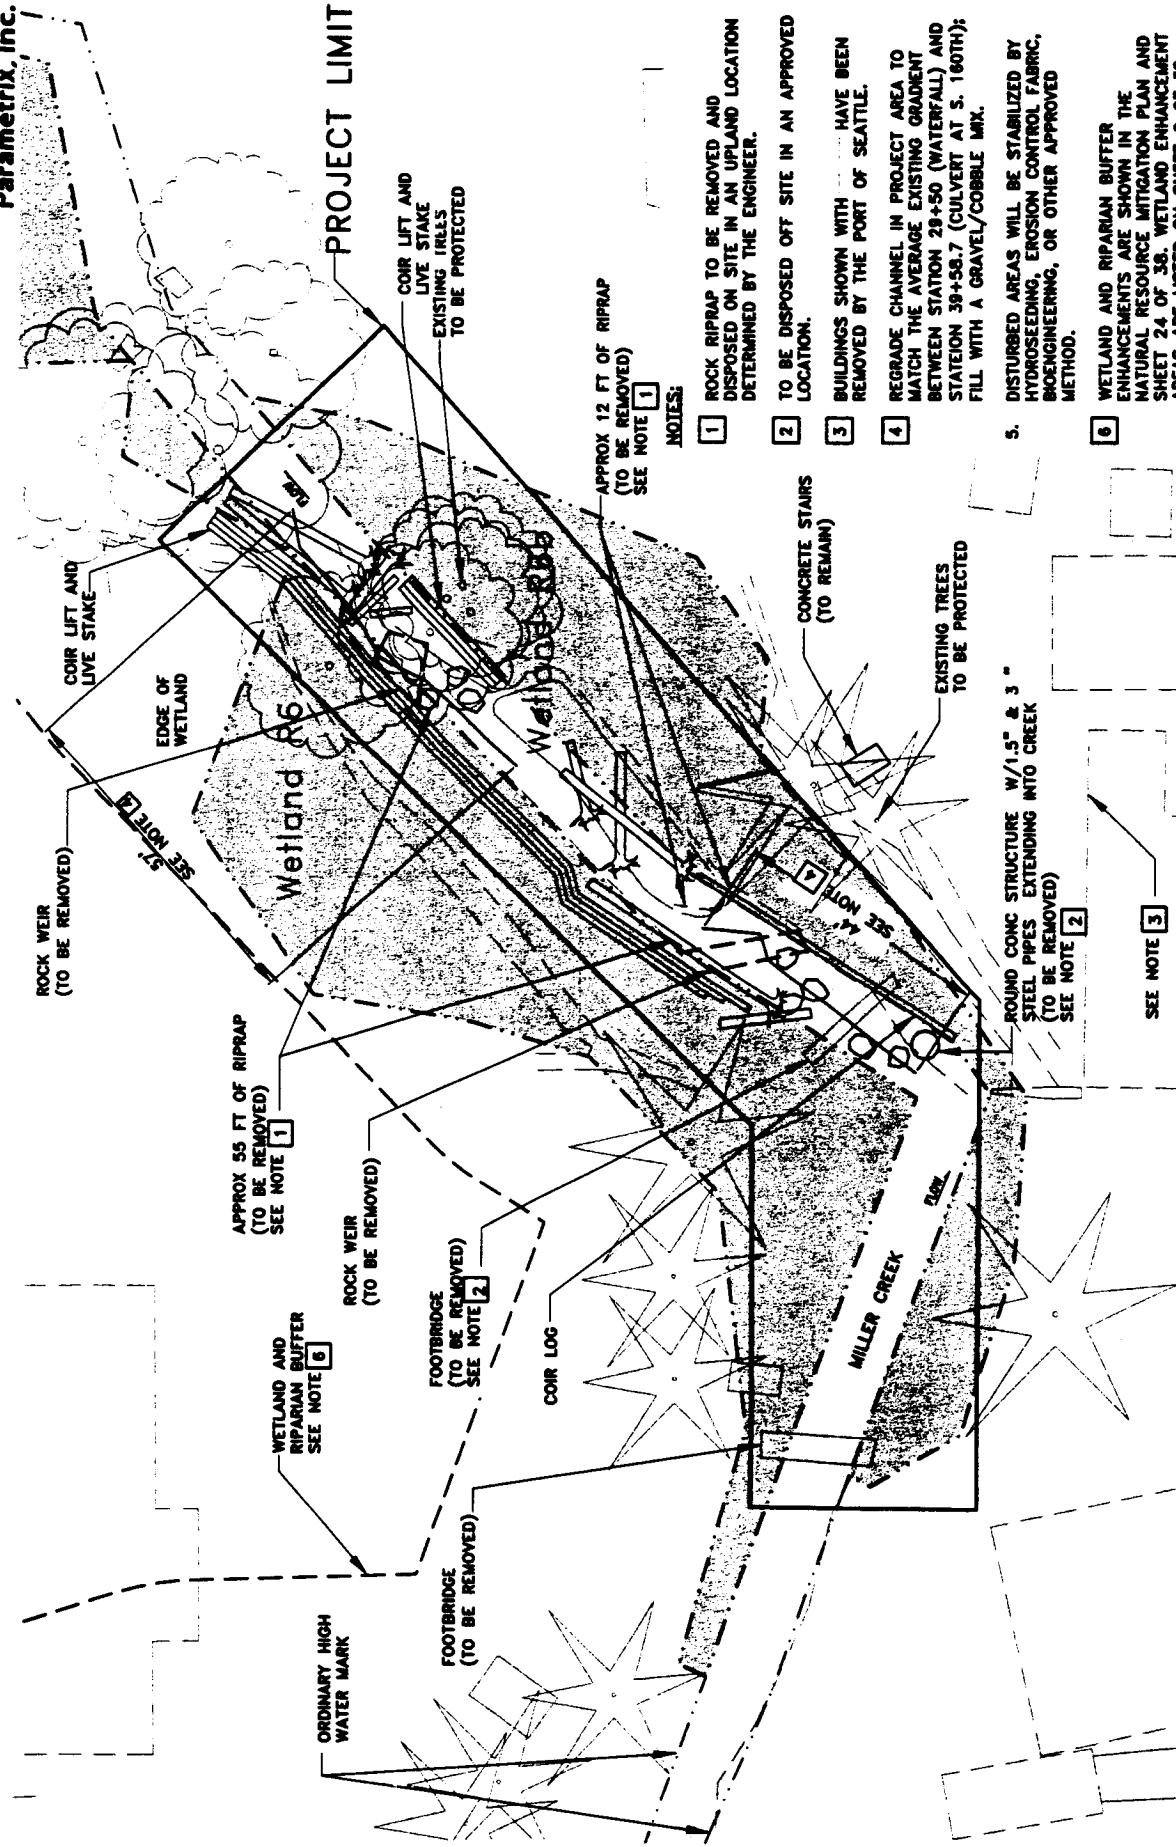 Parametrix, Inc.
PROJECT LIMIT
COIR LIFT AND
LIVE STAKE
EXISTING TREES
TO BE PROTECTED
COIR LIFT AND
LIVE STAKE
FLOW
EDGE OF
WETLAND
ROCK WEIR
(TO BE REMOVED)
57'
SEE NOTE 4
Wetland R6
Wetland
APPROX 12 FT OF RIPRAP
(TO BE REMOVED)
SEE NOTE 1
CONCRETE STAIRS
(TO REMAIN)
EXISTING TREES
TO BE PROTECTED
44'
SEE NOTE 4
ROUND CONC STRUCTURE W/1.5" & 3"
STEEL PIPES EXTENDING INTO CREEK
(TO BE REMOVED)
SEE NOTE 2
SEE NOTE 3
APPROX 55 FT OF RIPRAP
(TO BE REMOVED)
SEE NOTE 1
ROCK WEIR
(TO BE REMOVED)
FOOTBRIDGE
(TO BE REMOVED)
SEE NOTE 2
COIR LOG
WETLAND AND
RIPARIAN BUFFER
SEE NOTE 6
FOOTBRIDGE
(TO BE REMOVED)
ORDINARY HIGH
WATER MARK
MILLER CREEK
FLOW
NOTES:
1 ROCK RIPRAP TO BE REMOVED AND
DISPOSED ON SITE IN AN UPLAND LOCATION
DETERMINED BY THE ENGINEER.
2 TO BE DISPOSED OFF SITE IN AN APPROVED
LOCATION.
3 BUILDINGS SHOWN WITH ---- HAVE BEEN
REMOVED BY THE PORT OF SEATTLE.
4 REGRADE CHANNEL IN PROJECT AREA TO
MATCH THE AVERAGE EXISTING GRADIENT
BETWEEN STATION 29+50 (WATERFALL) AND
STATEION 39+58.7 (CULVERT AT S. 160TH);
FILL WITH A GRAVEL/COBBLE MIX.
5. DISTURBED AREAS WILL BE STABILIZED BY
HYDROSEEDING, EROSION CONTROL FABRIC,
BIOENGINEERING, OR OTHER APPROVED
METHOD.
6 WETLAND AND RIPARIAN BUFFER
ENHANCEMENTS ARE SHOWN IN THE
NATURAL RESOURCE MITIGATION PLAN AND
SHEET 24 OF 38. WETLAND ENHANCEMENT